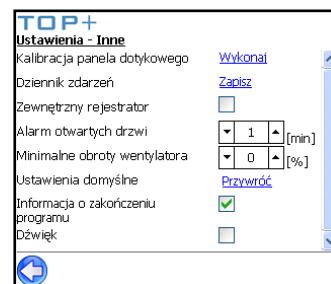 TOP+
Ustawienia - Inne
Kalibracja panela dotykowego Wykonaj
Dziennik zdarzeń Zapisz
Zewnętrzny rejestrator
Alarm otwartych drzwi 1 [min]
Minimalne obroty wentylatora 0 [%]
Ustawienia domyślne Przywróć
Informacja o zakończeniu
programu
Dźwięk